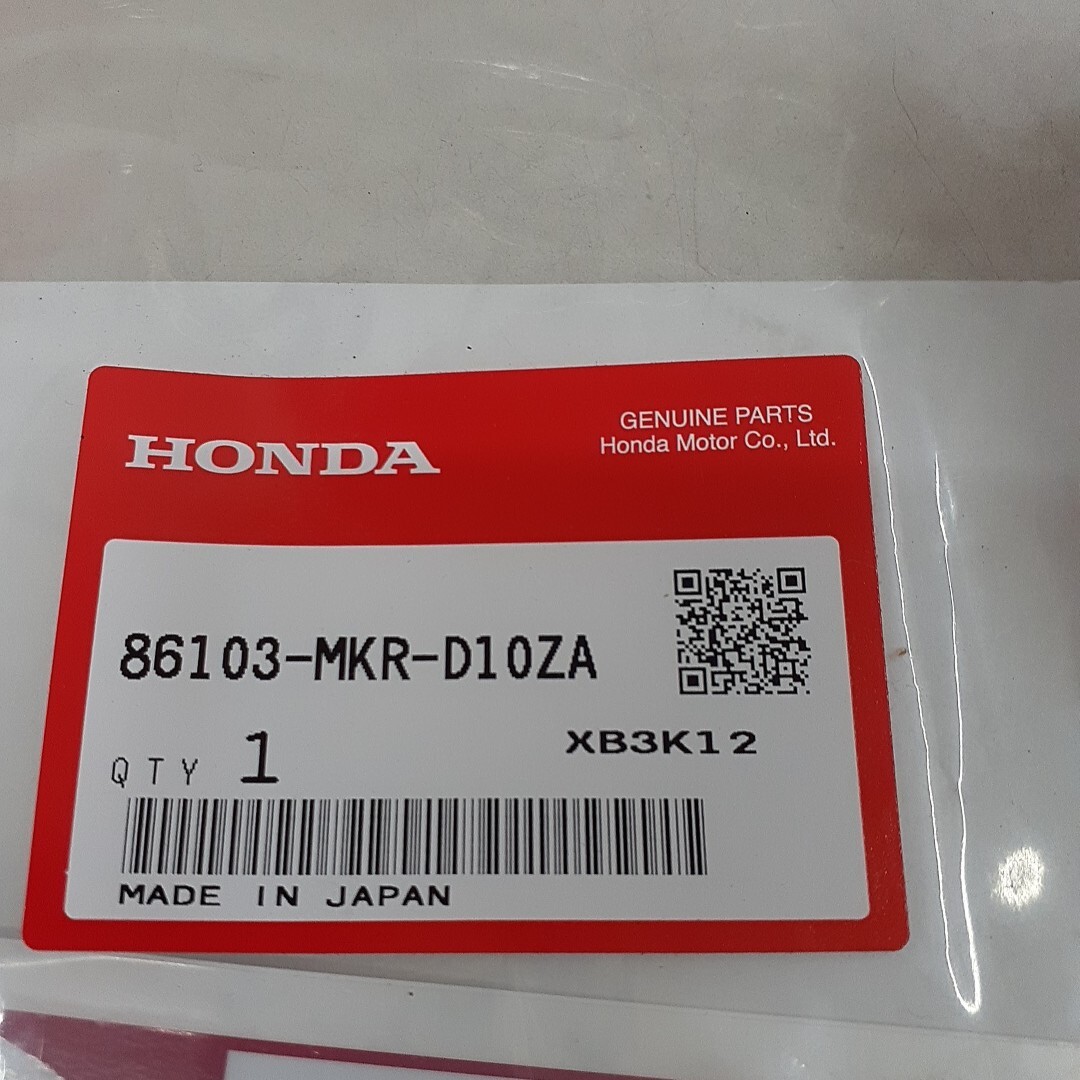 HONDA
GENUINE PARTS
Honda Motor Co., Ltd.
86103-MKR-D10ZA
QTY 1
XB3K12
MADE IN JAPAN